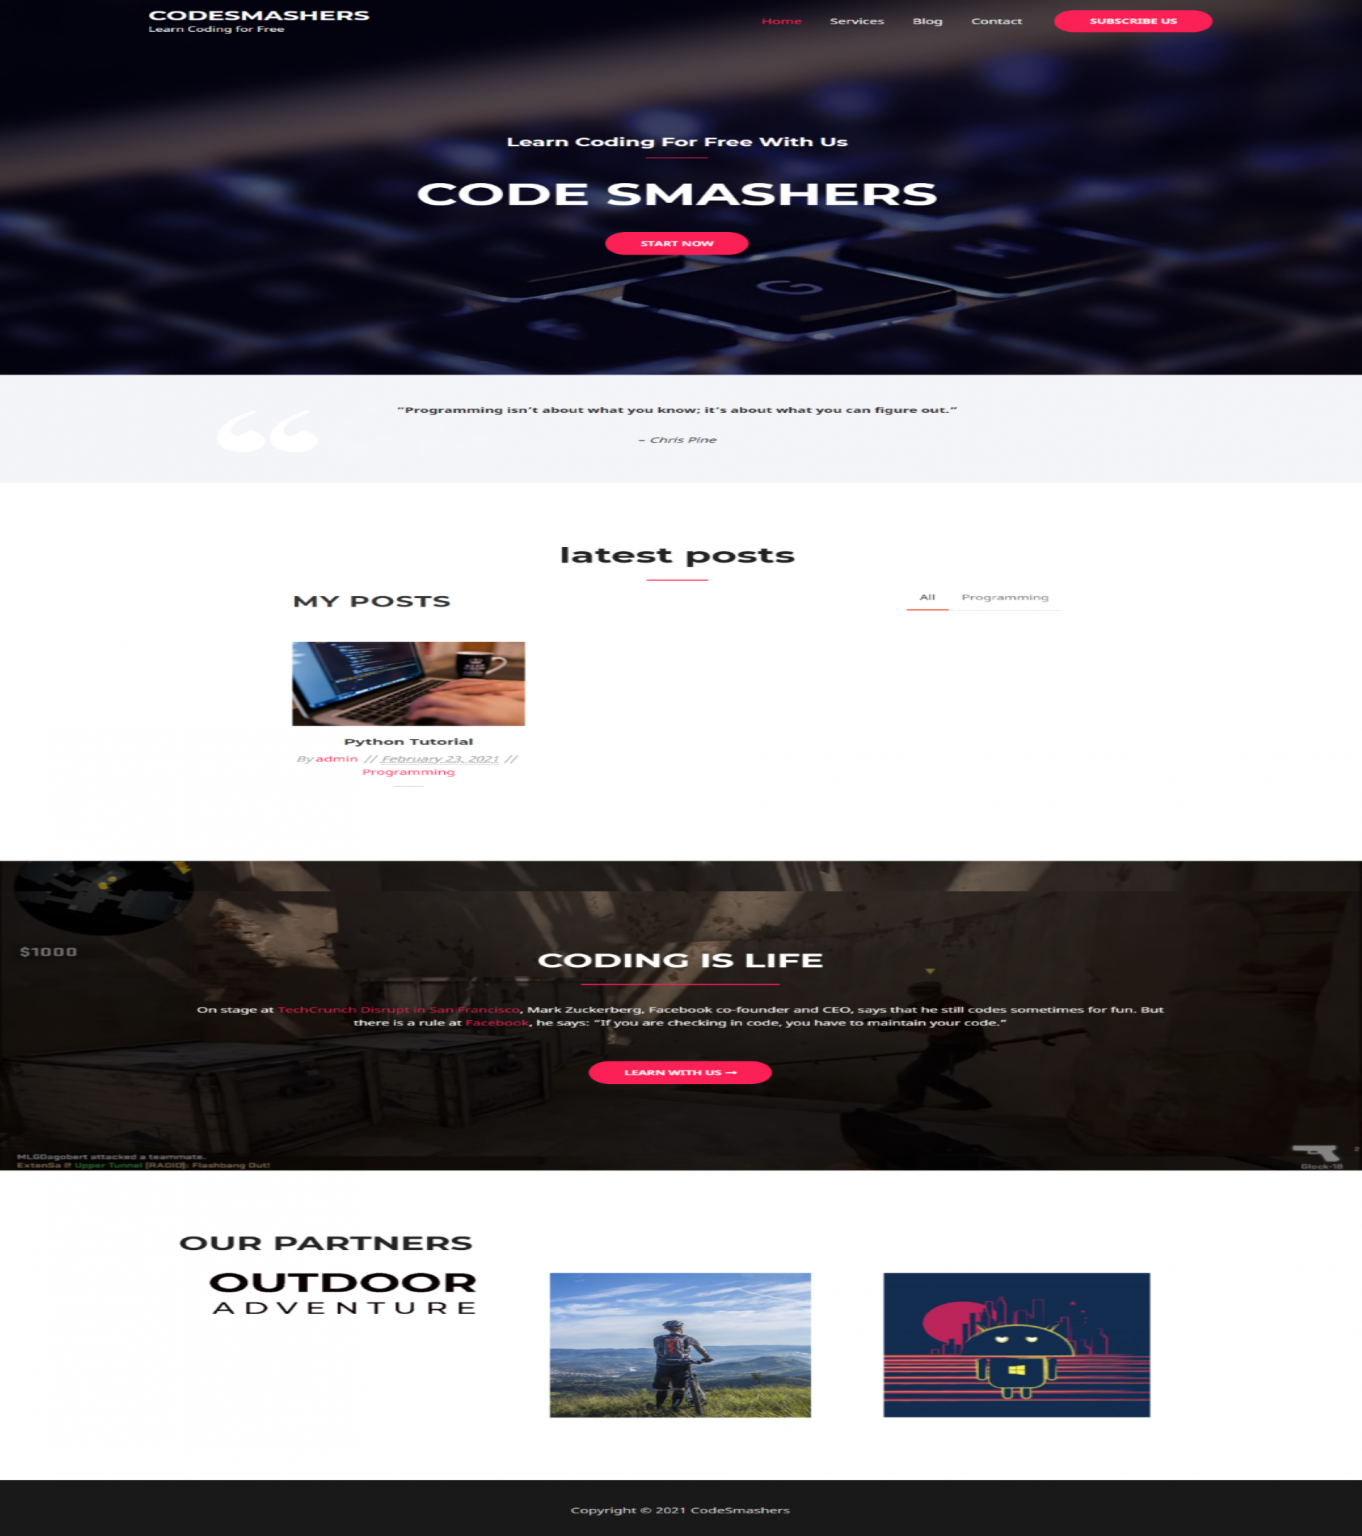 CODESMASHERS
Learn Coding for Free
Home Services Blog Contact SUBSCRIBE US
Learn Coding For Free With Us
CODE SMASHERS
START NOW
G
H
“Programming isn’t about what you know; it’s about what you can figure out.”
– Chris Pine
latest posts
MY POSTS
All Programming
Python Tutorial
By admin // February 23, 2021 //
Programming
$1000
CODING IS LIFE
On stage at TechCrunch Disrupt in San Francisco, Mark Zuckerberg, Facebook co-founder and CEO, says that he still codes sometimes for fun. But
there is a rule at Facebook, he says: “If you are checking in code, you have to maintain your code.”
LEARN WITH US →
MLGDagobert attacked a teammate.
ExtenSa @ Upper Tunnel [RADIO]: Flashbang Out!
2
Glock-18
OUR PARTNERS
OUTDOOR
ADVENTURE
Copyright © 2021 CodeSmashers